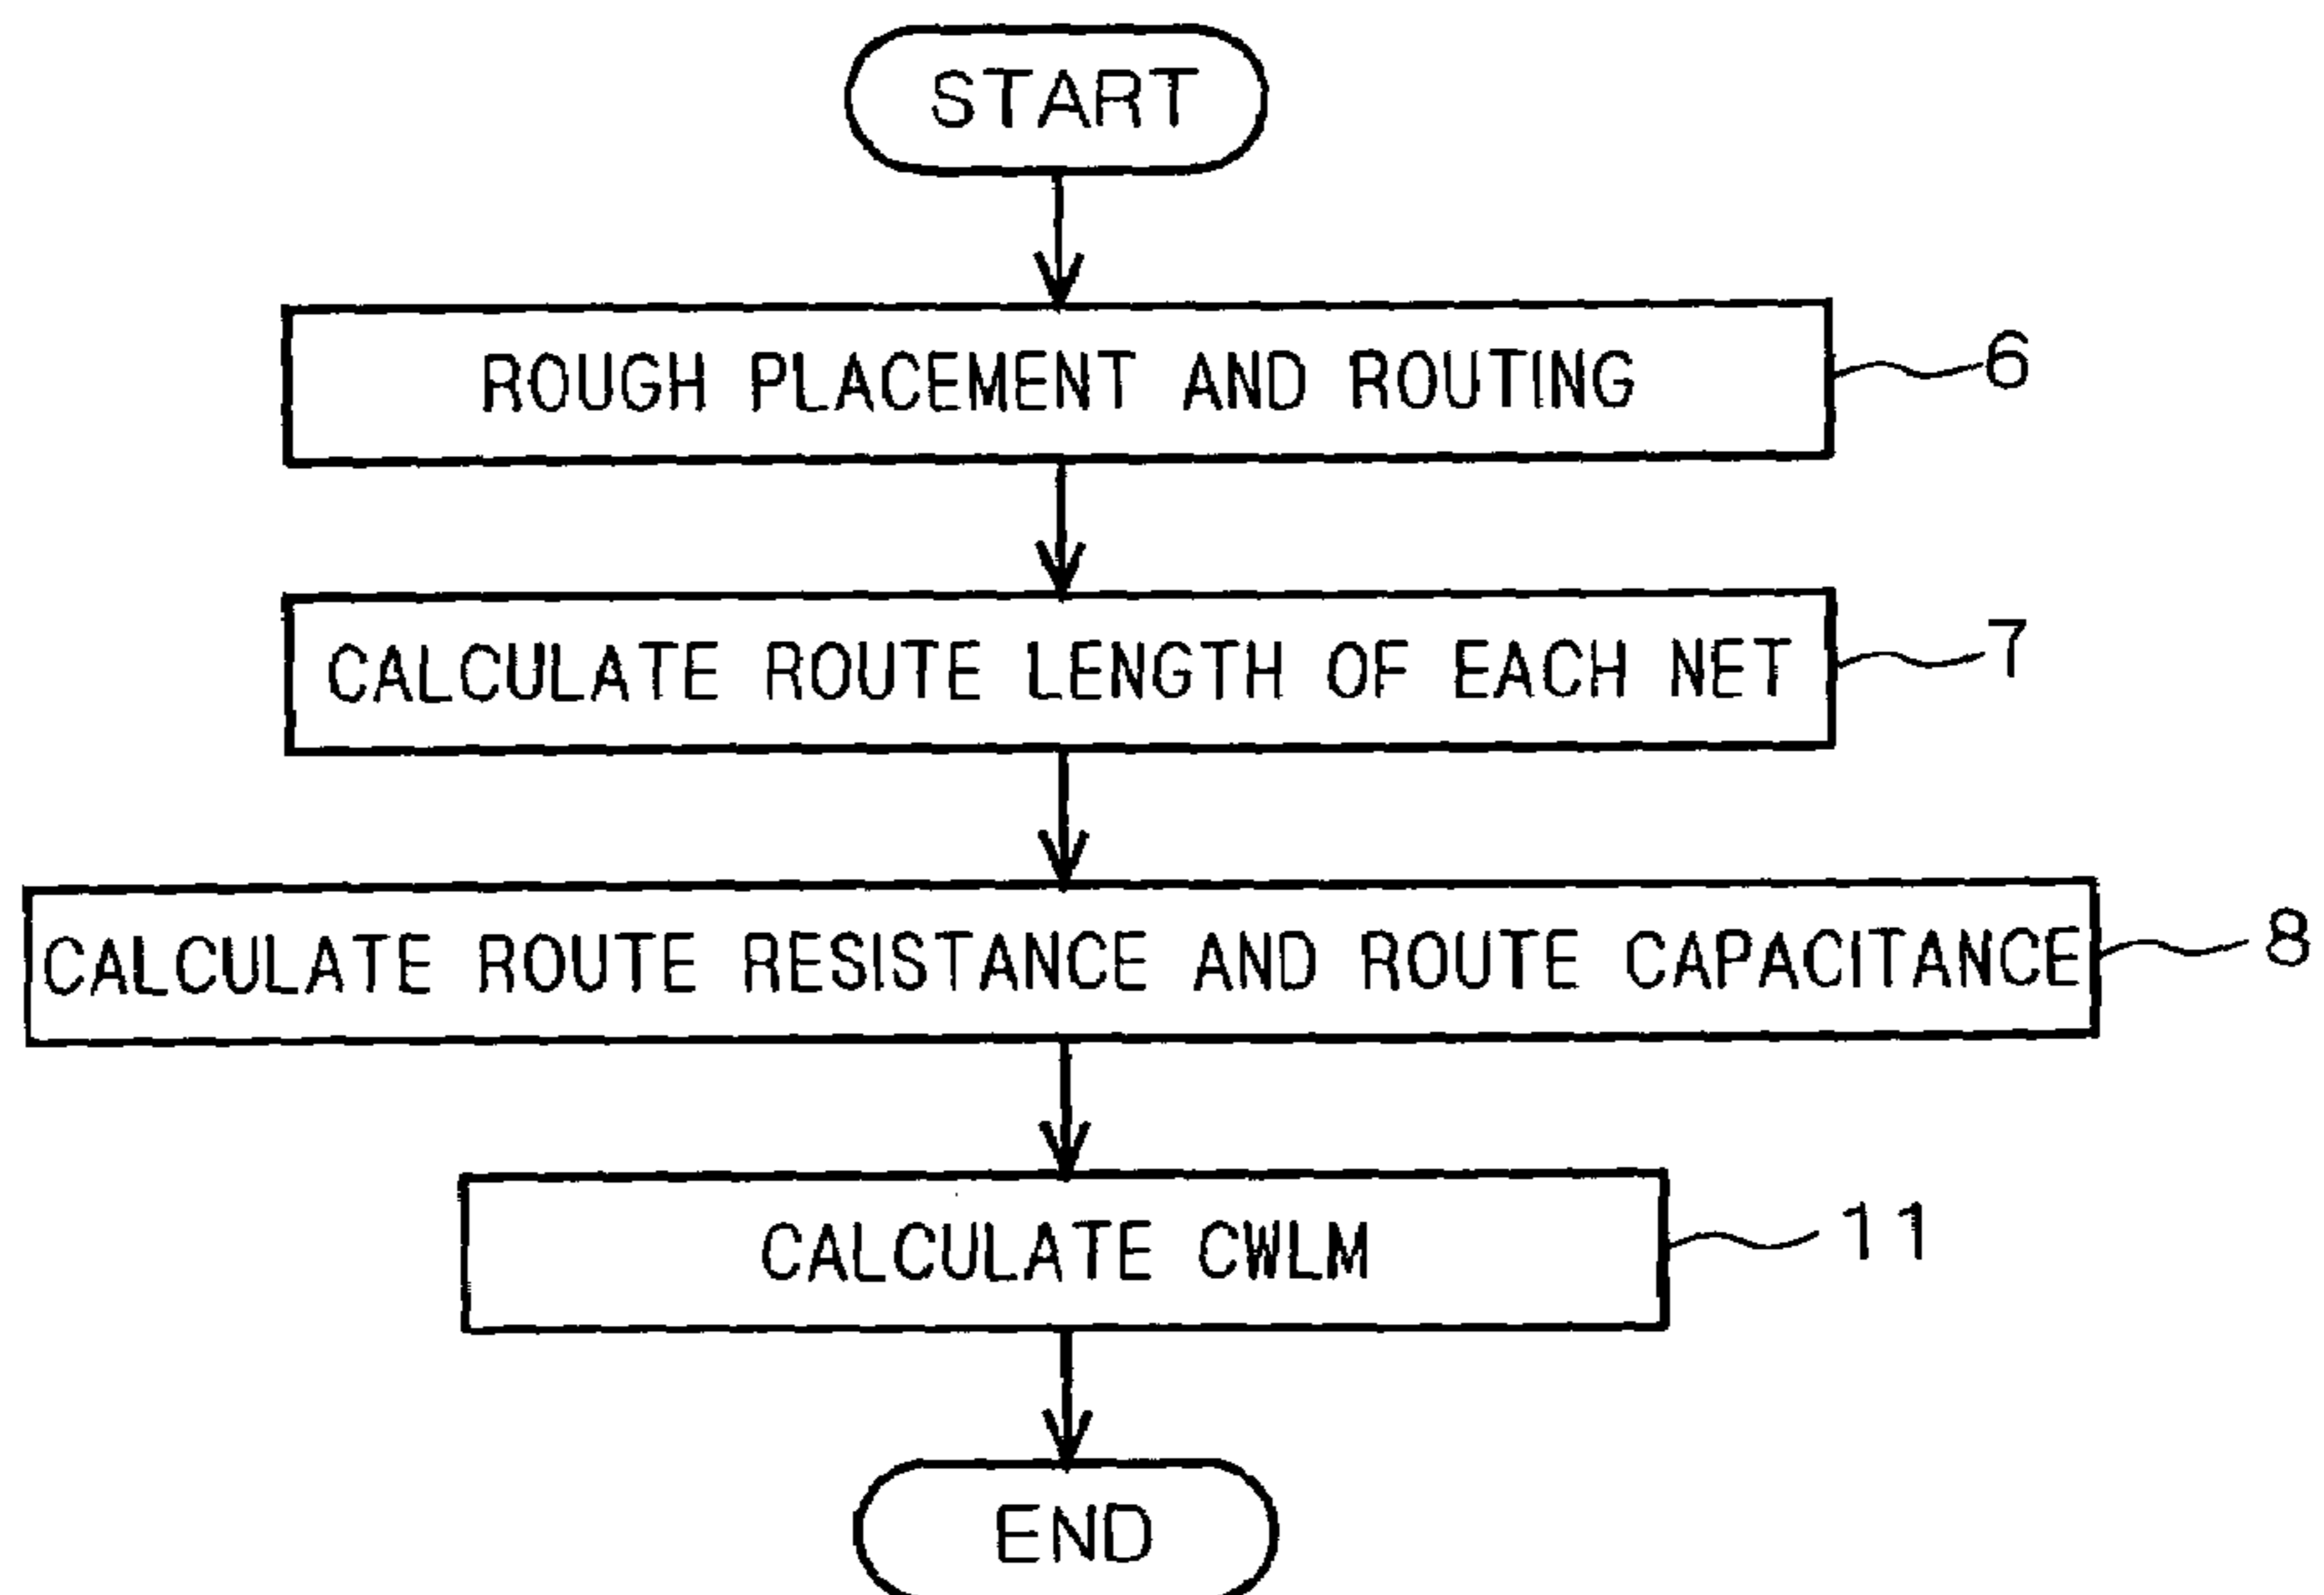 START
ROUGH PLACEMENT AND ROUTING
6
CALCULATE ROUTE LENGTH OF EACH NET
7
CALCULATE ROUTE RESISTANCE AND ROUTE CAPACITANCE
8
CALCULATE CWLM
11
END